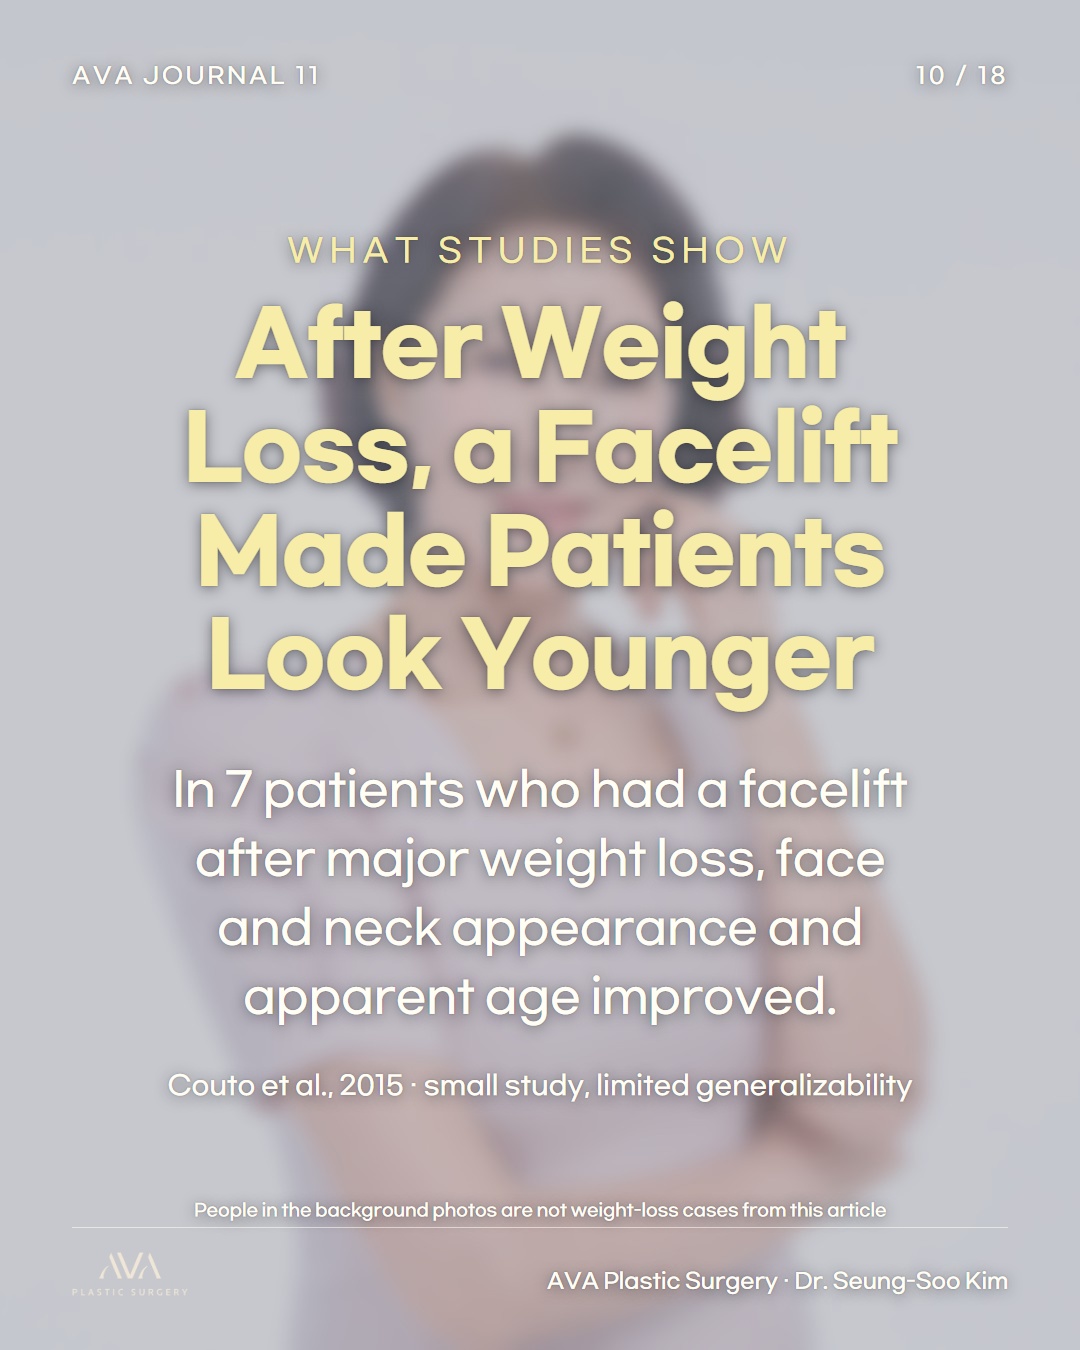 AVA JOURNAL 11
10 / 18
WHAT STUDIES SHOW
After Weight
Loss, a Facelift
Made Patients
Look Younger
In 7 patients who had a facelift
after major weight loss, face
and neck appearance and
apparent age improved.
Couto et al., 2015 · small study, limited generalizability
People in the background photos are not weight-loss cases from this article
AVA
PLASTIC SURGERY
AVA Plastic Surgery · Dr. Seung-Soo Kim